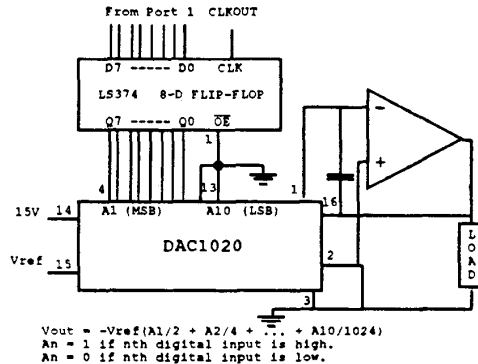 From Port 1 CLKOUT
D7 ----- D0 CLK
LS374 8-D FLIP-FLOP
Q7 ----- Q0 OE
1
4 13 1
- 
+
16
15V 14 A1 (MSB) A10 (LSB)
DAC1020
LOAD
Vref 15
2
3
Vout = -Vref(A1/2 + A2/4 + ... + A10/1024)
An = 1 if nth digital input is high.
An = 0 if nth digital input is low.